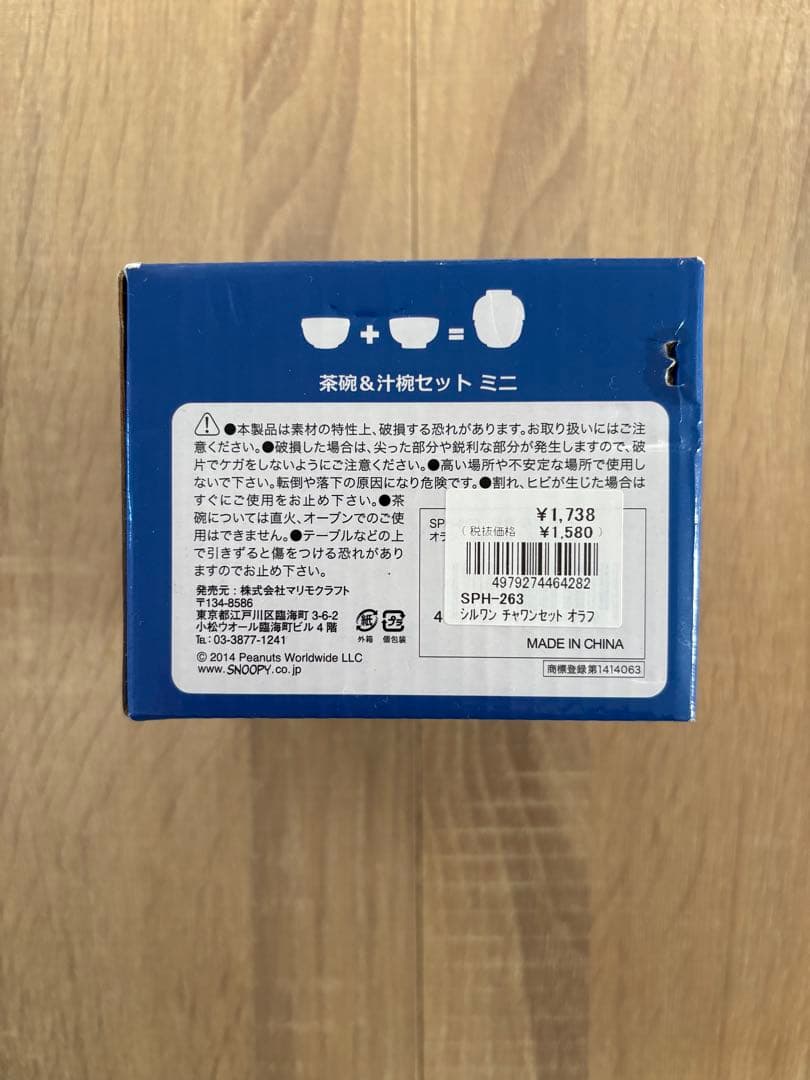 + =
茶碗&汁椀セット ミニ
●本製品は素材の特性上、破損する恐れがあります。お取り扱いにはご注
意ください。●破損した場合は、尖った部分や鋭利な部分が発生しますので、破
片でケガをしないようにご注意ください。●高い場所や不安定な場所で使用し
ないで下さい。転倒や落下の原因になり危険です。●割れ、ヒビが生じた場合は
すぐにご使用をお止め下さい。●茶
碗については直火、オーブンでのご使
用はできません。●テーブルなどの上
で引きずると傷をつける恐れがあり
ますのでお止め下さい。
発売元:株式会社マリモクラフト
〒134-8586
東京都江戸川区臨海町 3-6-2
小松ウオール臨海町ビル 4 階
TEL:03-3877-1241
© 2014 Peanuts Worldwide LLC
www.SNOOPY.co.jp
紙
外箱
プラ
個包装
SP
オラ
4
¥1,738
(税抜価格 ¥1,580)
4979274464282
SPH-263
シルワン チャワンセット オラフ
MADE IN CHINA
商標登録第1414063